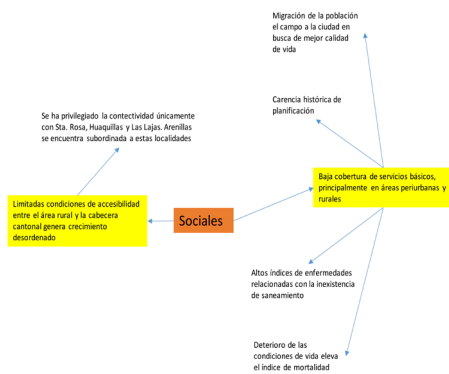 Migración de la población
el campo a la ciudad en
busca de mejor calidad
de vida
Se ha privilegiado la contectividad únicamente
con Sta. Rosa, Huaquillas y Las Lajas. Arenillas
se encuentra subordinada a estas localidades
Carencia histórica de
planificación
Limitadas condiciones de accesibilidad
entre el área rural y la cabecera
cantonal genera crecimiento
desordenado
Sociales
Baja cobertura de servicios básicos,
principalmente en áreas periurbanas y
rurales
Altos índices de enfermedades
relacionadas con la inexistencia
de saneamiento
Deterioro de las
condiciones de vida eleva
el índice de mortalidad